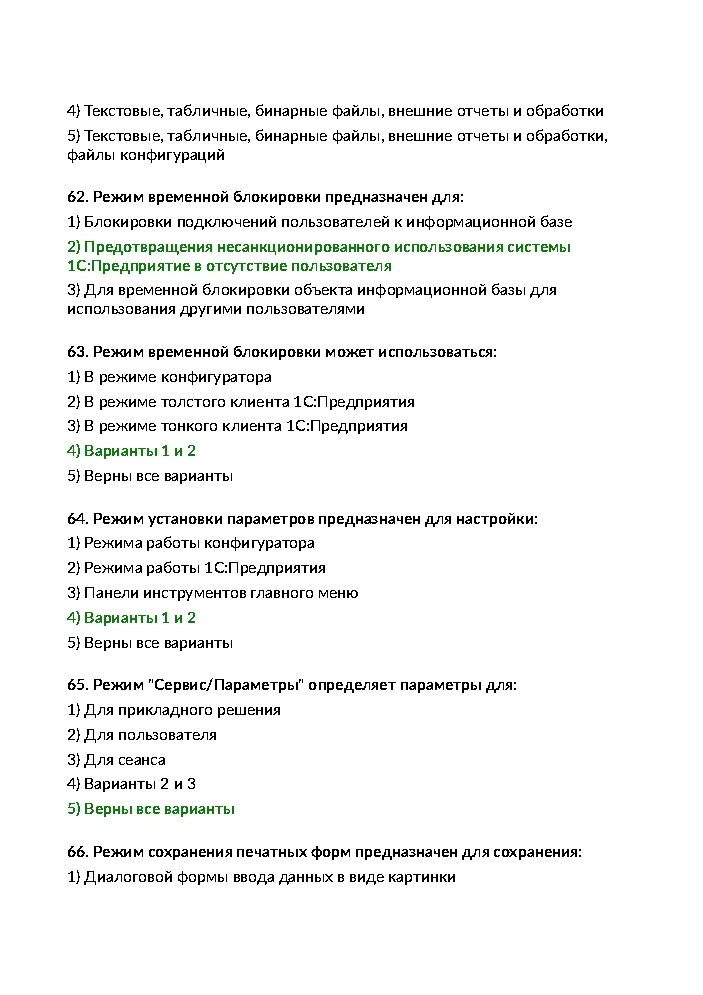 4) Текстовые, табличные, бинарные файлы, внешние отчеты и обработки
5) Текстовые, табличные, бинарные файлы, внешние отчеты и обработки,
файлы конфигураций
62. Режим временной блокировки предназначен для:
1) Блокировки подключений пользователей к информационной базе
2) Предотвращения несанкционированного использования системы
1С:Предприятие в отсутствие пользователя
3) Для временной блокировки объекта информационной базы для
использования другими пользователями
63. Режим временной блокировки может использоваться:
1) В режиме конфигуратора
2) В режиме толстого клиента 1С:Предприятия
3) В режиме тонкого клиента 1С:Предприятия
4) Варианты 1 и 2
5) Верны все варианты
64. Режим установки параметров предназначен для настройки:
1) Режима работы конфигуратора
2) Режима работы 1С:Предприятия
3) Панели инструментов главного меню
4) Варианты 1 и 2
5) Верны все варианты
65. Режим "Сервис/Параметры" определяет параметры для:
1) Для прикладного решения
2) Для пользователя
3) Для сеанса
4) Варианты 2 и 3
5) Верны все варианты
66. Режим сохранения печатных форм предназначен для сохранения:
1) Диалоговой формы ввода данных в виде картинки